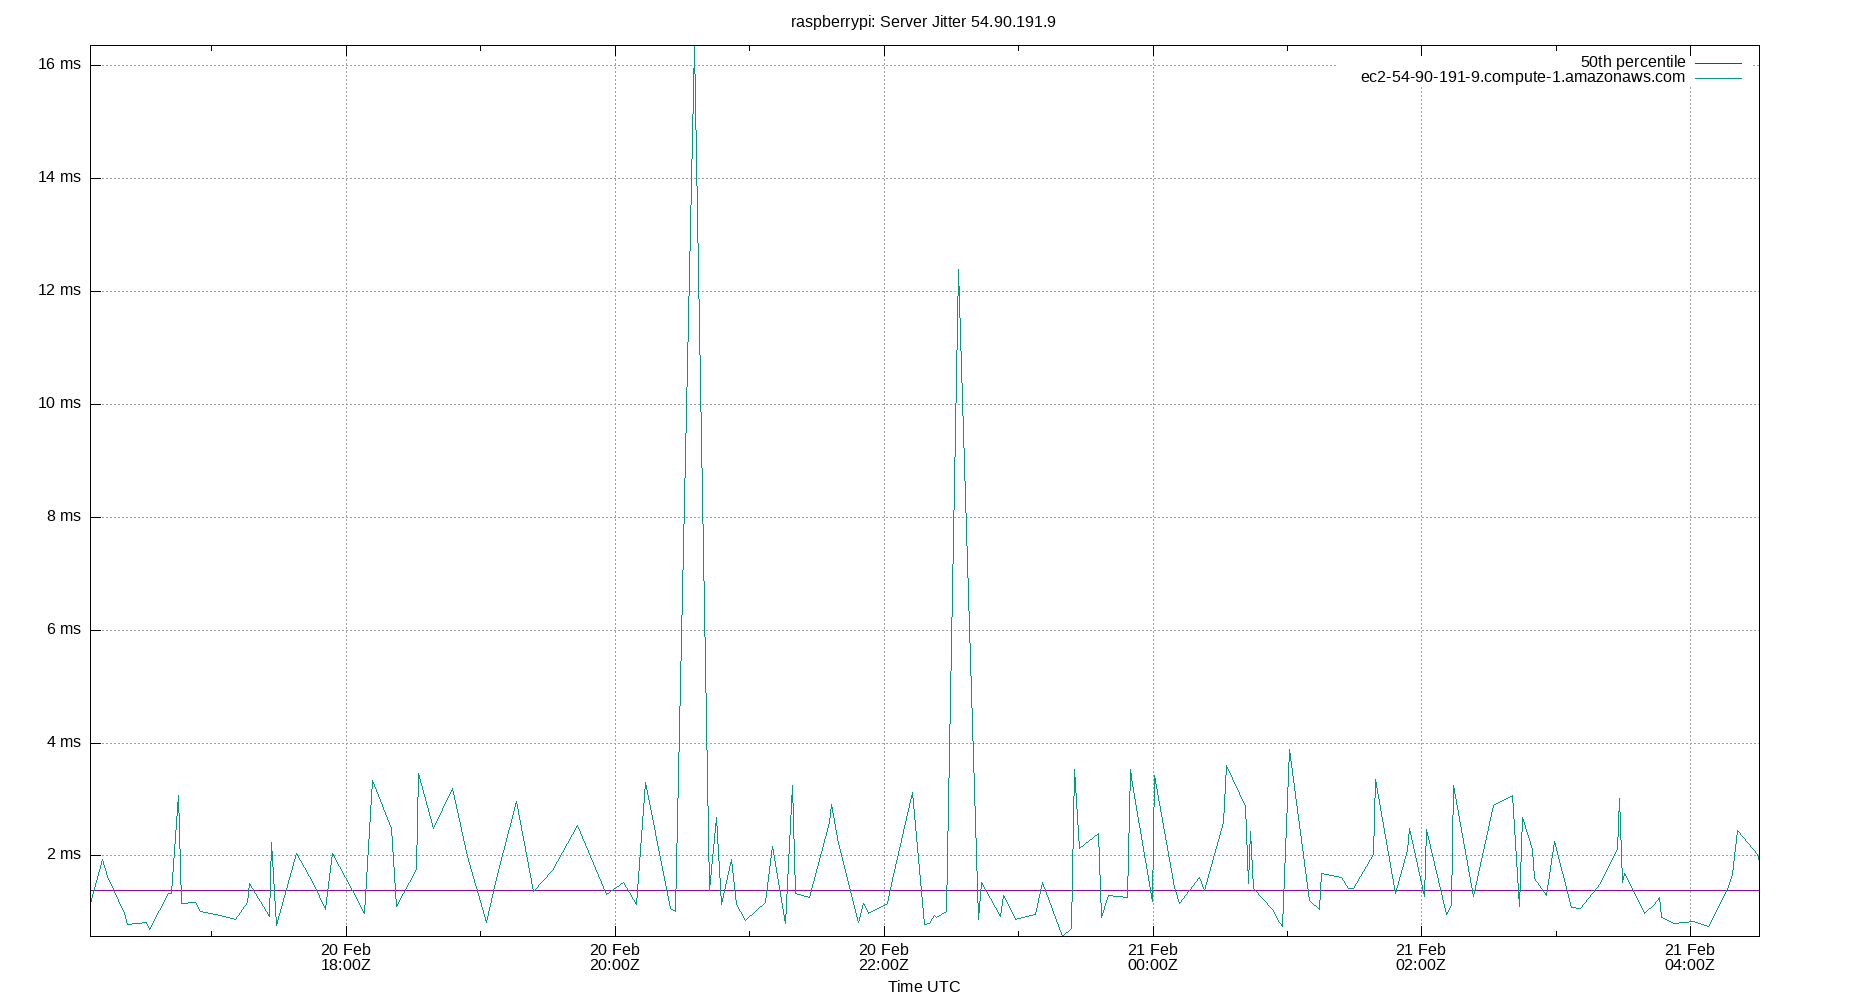 raspberrypi: Server Jitter 54.90.191.9
16 ms
14 ms
12 ms
10 ms
8 ms
6 ms
4 ms
2 ms
50th percentile
ec2-54-90-191-9.compute-1.amazonaws.com
20 Feb
18:00Z
20 Feb
20:00Z
20 Feb
22:00Z
21 Feb
00:00Z
21 Feb
02:00Z
21 Feb
04:00Z
Time UTC